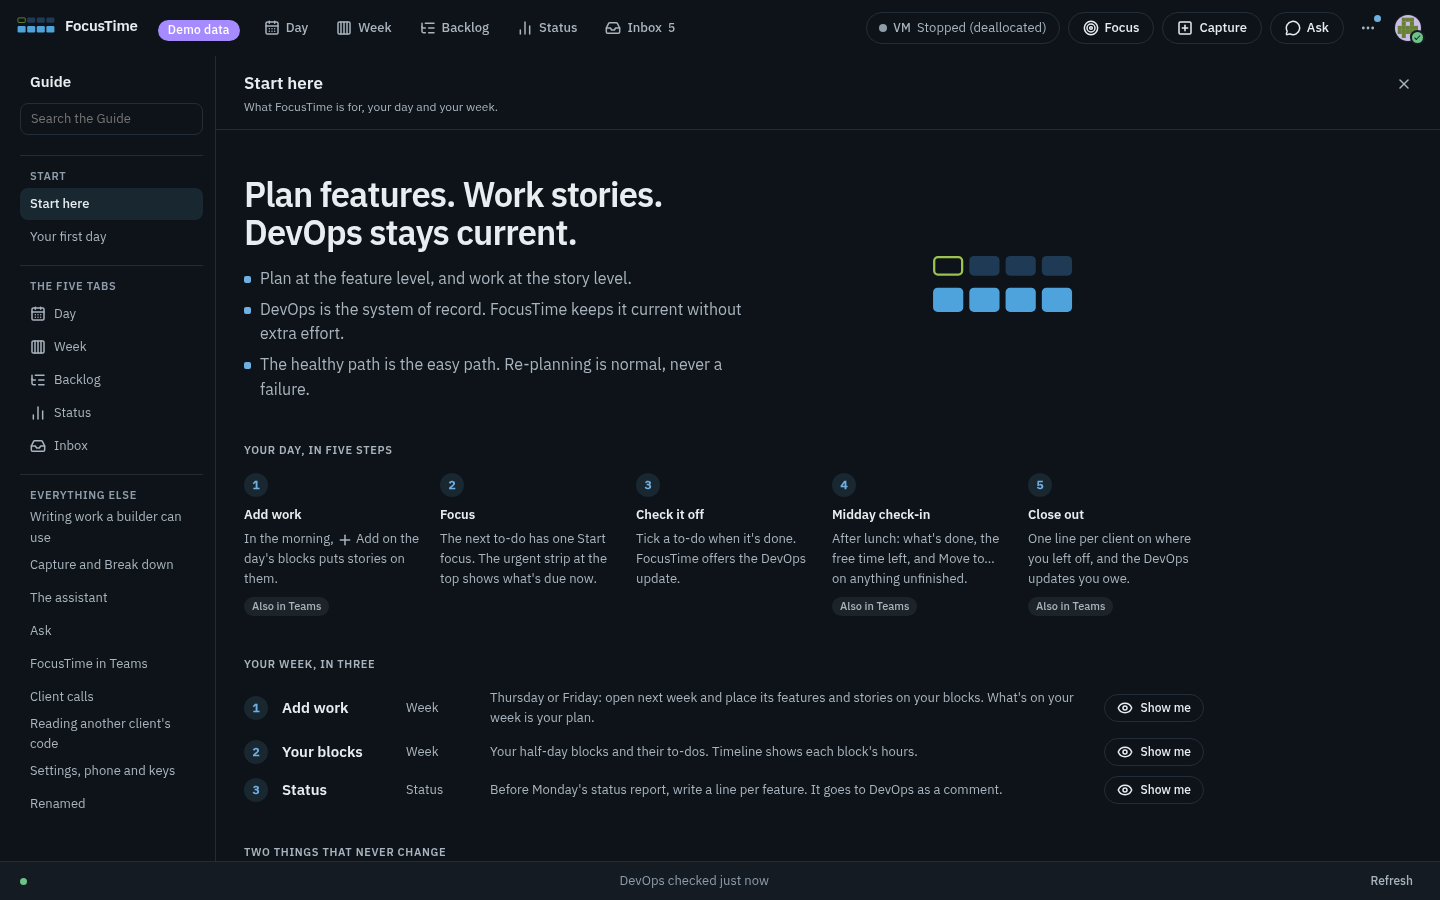 FocusTime
Demo data
Day
Week
Backlog
Status
Inbox 5
VM Stopped (deallocated)
Focus
Capture
Ask
Guide
Search the Guide
START
Start here
Your first day
THE FIVE TABS
Day
Week
Backlog
Status
Inbox
EVERYTHING ELSE
Writing work a builder can
use
Capture and Break down
The assistant
Ask
FocusTime in Teams
Client calls
Reading another client's
code
Settings, phone and keys
Renamed
Start here
What FocusTime is for, your day and your week.
Plan features. Work stories.
DevOps stays current.
Plan at the feature level, and work at the story level.
DevOps is the system of record. FocusTime keeps it current without
extra effort.
The healthy path is the easy path. Re-planning is normal, never a
failure.
YOUR DAY, IN FIVE STEPS
1
Add work
In the morning, + Add on the
day's blocks puts stories on
them.
Also in Teams
2
Focus
The next to-do has one Start
focus. The urgent strip at the
top shows what's due now.
3
Check it off
Tick a to-do when it's done.
FocusTime offers the DevOps
update.
4
Midday check-in
After lunch: what's done, the
free time left, and Move to...
on anything unfinished.
Also in Teams
5
Close out
One line per client on where
you left off, and the DevOps
updates you owe.
Also in Teams
YOUR WEEK, IN THREE
1
Add work
Week
Thursday or Friday: open next week and place its features and stories on your blocks. What's on your
week is your plan.
Show me
2
Your blocks
Week
Your half-day blocks and their to-dos. Timeline shows each block's hours.
Show me
3
Status
Status
Before Monday's status report, write a line per feature. It goes to DevOps as a comment.
Show me
TWO THINGS THAT NEVER CHANGE
DevOps checked just now
Refresh